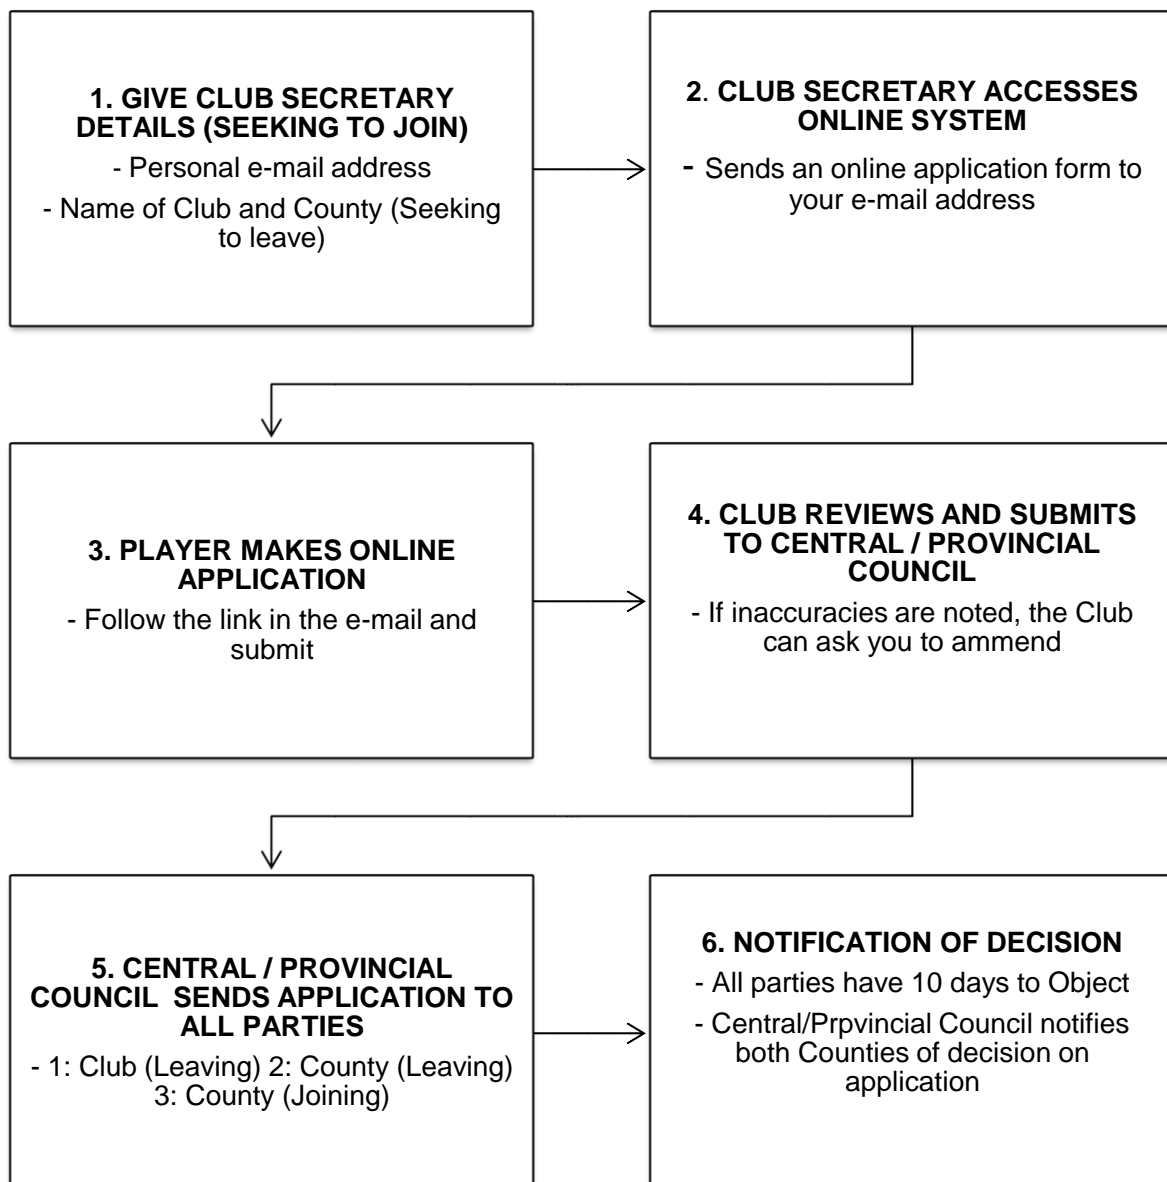 1. GIVE CLUB SECRETARY
DETAILS (SEEKING TO JOIN)
- Personal e-mail address
- Name of Club and County (Seeking
to leave)
2. CLUB SECRETARY ACCESSES
ONLINE SYSTEM
- Sends an online application form to
your e-mail address
3. PLAYER MAKES ONLINE
APPLICATION
- Follow the link in the e-mail and
submit
4. CLUB REVIEWS AND SUBMITS
TO CENTRAL / PROVINCIAL
COUNCIL
- If inaccuracies are noted, the Club
can ask you to ammend
5. CENTRAL / PROVINCIAL
COUNCIL  SENDS APPLICATION TO
ALL PARTIES
- 1: Club (Leaving) 2: County (Leaving)
3: County (Joining)
6. NOTIFICATION OF DECISION
- All parties have 10 days to Object
- Central/Prpvincial Council notifies
both Counties of decision on
application